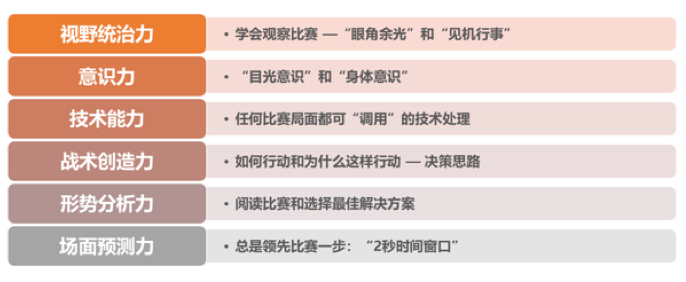 视野统治力
• 学会观察比赛 — “眼角余光”和“见机行事”
意识力
• “目光意识”和“身体意识”
技术能力
• 任何比赛局面都可“调用”的技术处理
战术创造力
• 如何行动和为什么这样行动 — 决策思路
形势分析力
• 阅读比赛和选择最佳解决方案
场面预测力
• 总是领先比赛一步：“2秒时间窗口”